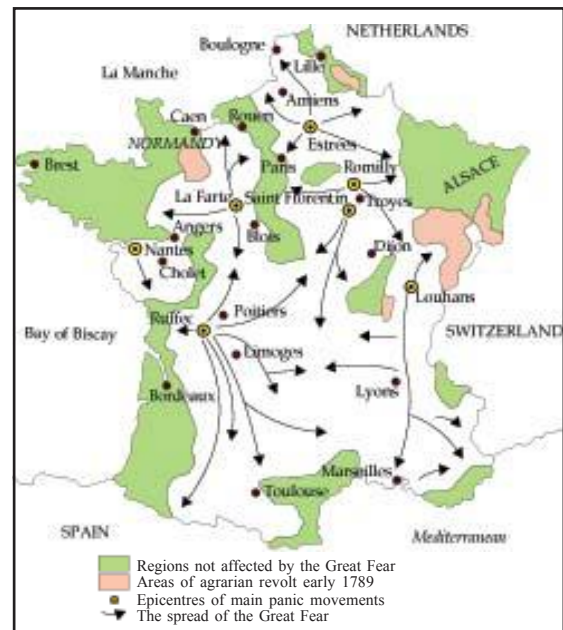 NETHERLANDS
Boulogne
Lille
La Manche
Amiens
Caen
Rouen
Estrées
NORMANDY
Paris
Romilly
Brest
ALSACE
La Farté
Saint Florentin
Troyes
Angers
Blois
Dijon
Nantes
Cholet
Louhans
Ruffec
Poitiers
Bay of Biscay
SWITZERLAND
Limoges
Lyons
Bordeaux
Marseilles
Toulouse
SPAIN
Mediterranean
Regions not affected by the Great Fear
Areas of agrarian revolt early 1789
Epicentres of main panic movements
The spread of the Great Fear